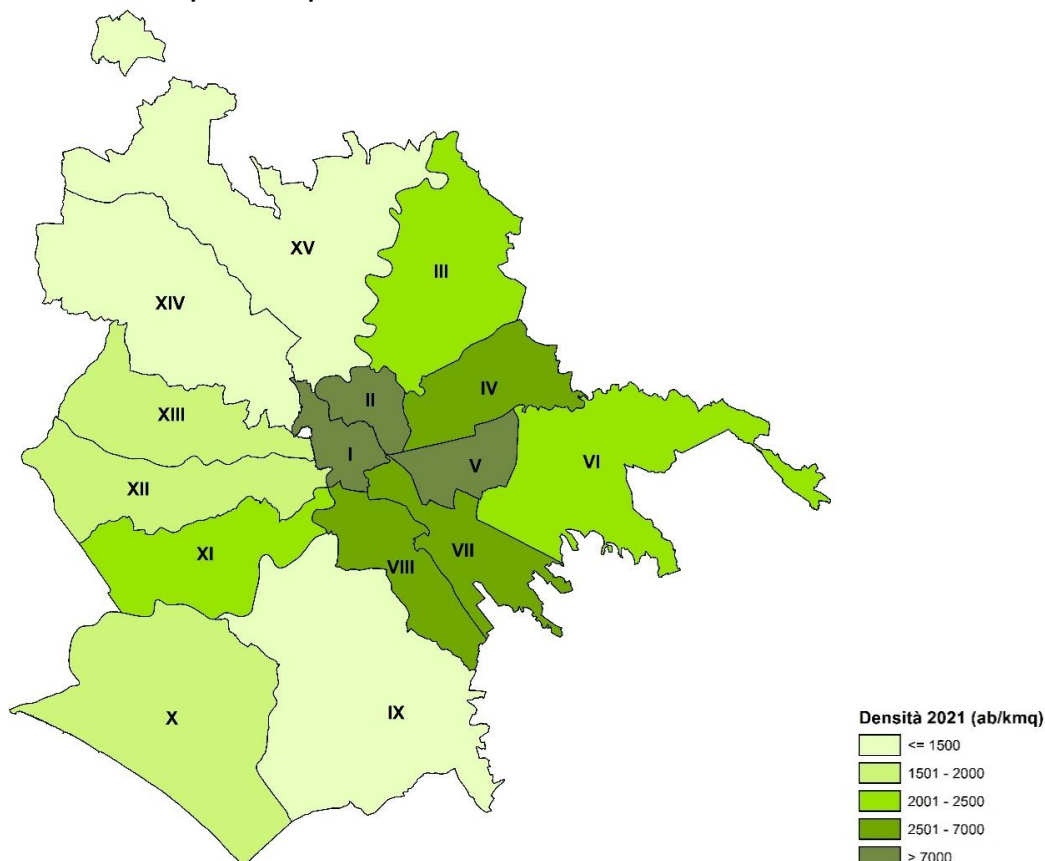 XV
III
XIV
IV
II
XIII
I
V
VI
XII
VII
XI
VIII
IX
X
Densità 2021 (ab/kmq)
<= 1500
1501 - 2000
2001 - 2500
2501 - 7000
> 7000